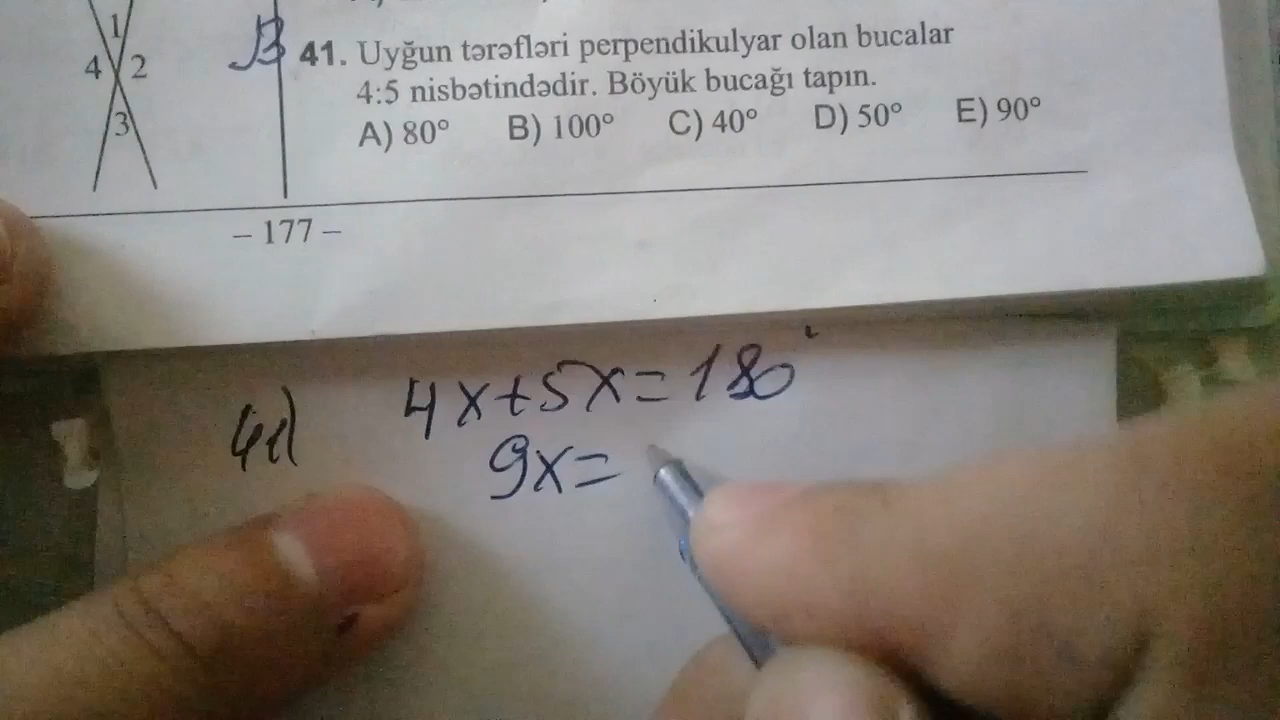 1
4 2
3
B
41. Uyğun tərəfləri perpendikulyar olan bucalar
4:5 nisbətindədir. Böyük bucağı tapın.
A) 80° B) 100° C) 40° D) 50° E) 90°
– 177 –
41) 4x+5x=180°
9x=